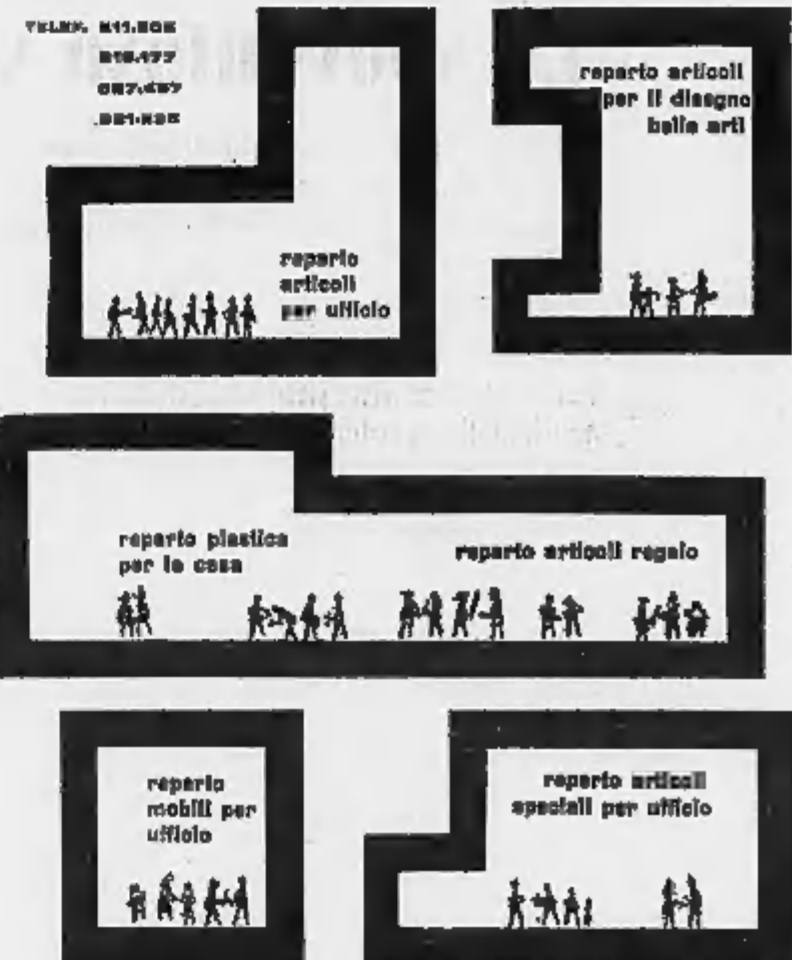 TELEF.
reparto articoli
per il disegno
belle arti
reparto
articoli
per ufficio
reparto plastica
per la casa
reparto articoli regalo
reparto
mobili per
ufficio
reparto articoli
speciali per ufficio